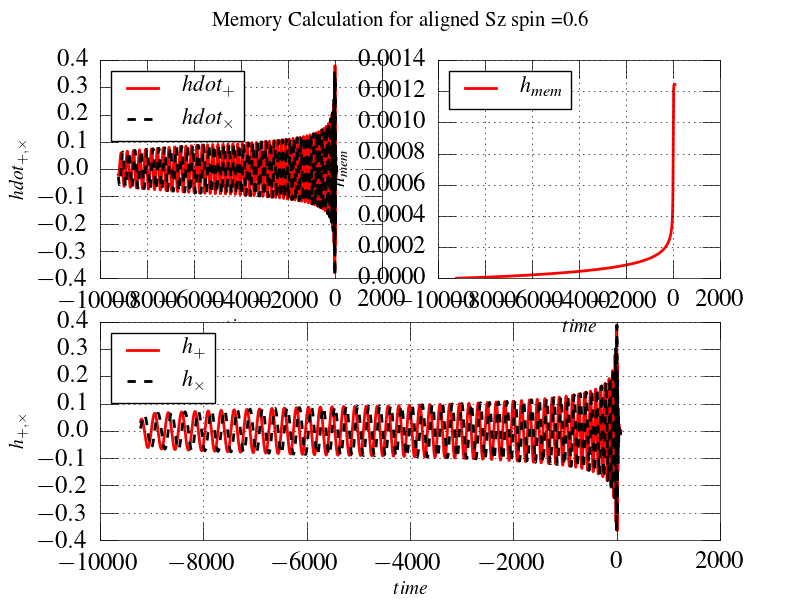 Memory Calculation for aligned Sz spin =0.6
0.4
0.3
0.2
0.1
0.0
−0.1
−0.2
−0.3
−0.4
hdot+,×
hdot+
hdot×
−10000 −8000 −6000 −4000 −2000 0 2000
0.0014
0.0012
0.0010
0.0008
0.0006
0.0004
0.0002
0.0000
hmem
hmem
−10000 −8000 −6000 −4000 −2000 0 2000
time
0.4
0.3
0.2
0.1
0.0
−0.1
−0.2
−0.3
−0.4
h+,×
h+
h×
−10000 −8000 −6000 −4000 −2000 0 2000
time